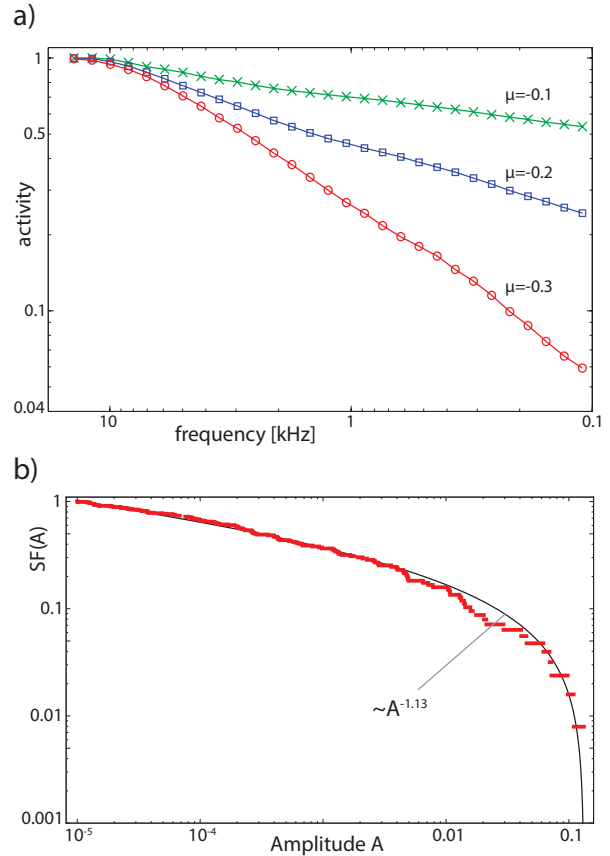 a)
1
μ=-0.1
0.5
μ=-0.2
activity
μ=-0.3
0.1
0.04
10
1
0.1
frequency [kHz]
b)
1
SF(A)
0.1
~A^-1.13
0.01
0.001
10^-5
10^-4
0.01
0.1
Amplitude A